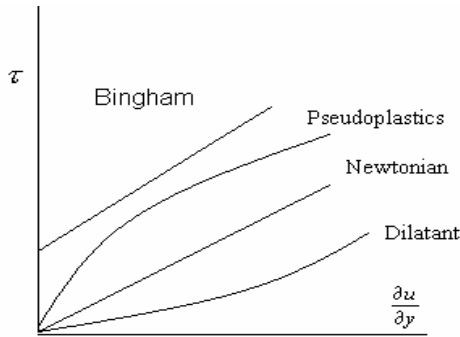 τ
Bingham
Pseudoplastics
Newtonian
Dilatant
∂u
∂y